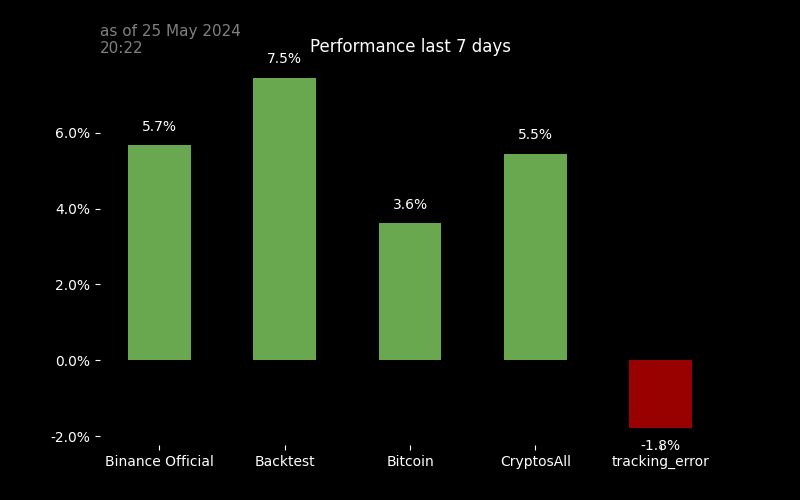 as of 25 May 2024
20:22
Performance last 7 days
7.5%
5.7%
5.5%
3.6%
-1.8%
6.0%
4.0%
2.0%
0.0%
-2.0%
Binance Official
Backtest
Bitcoin
CryptosAll
tracking_error